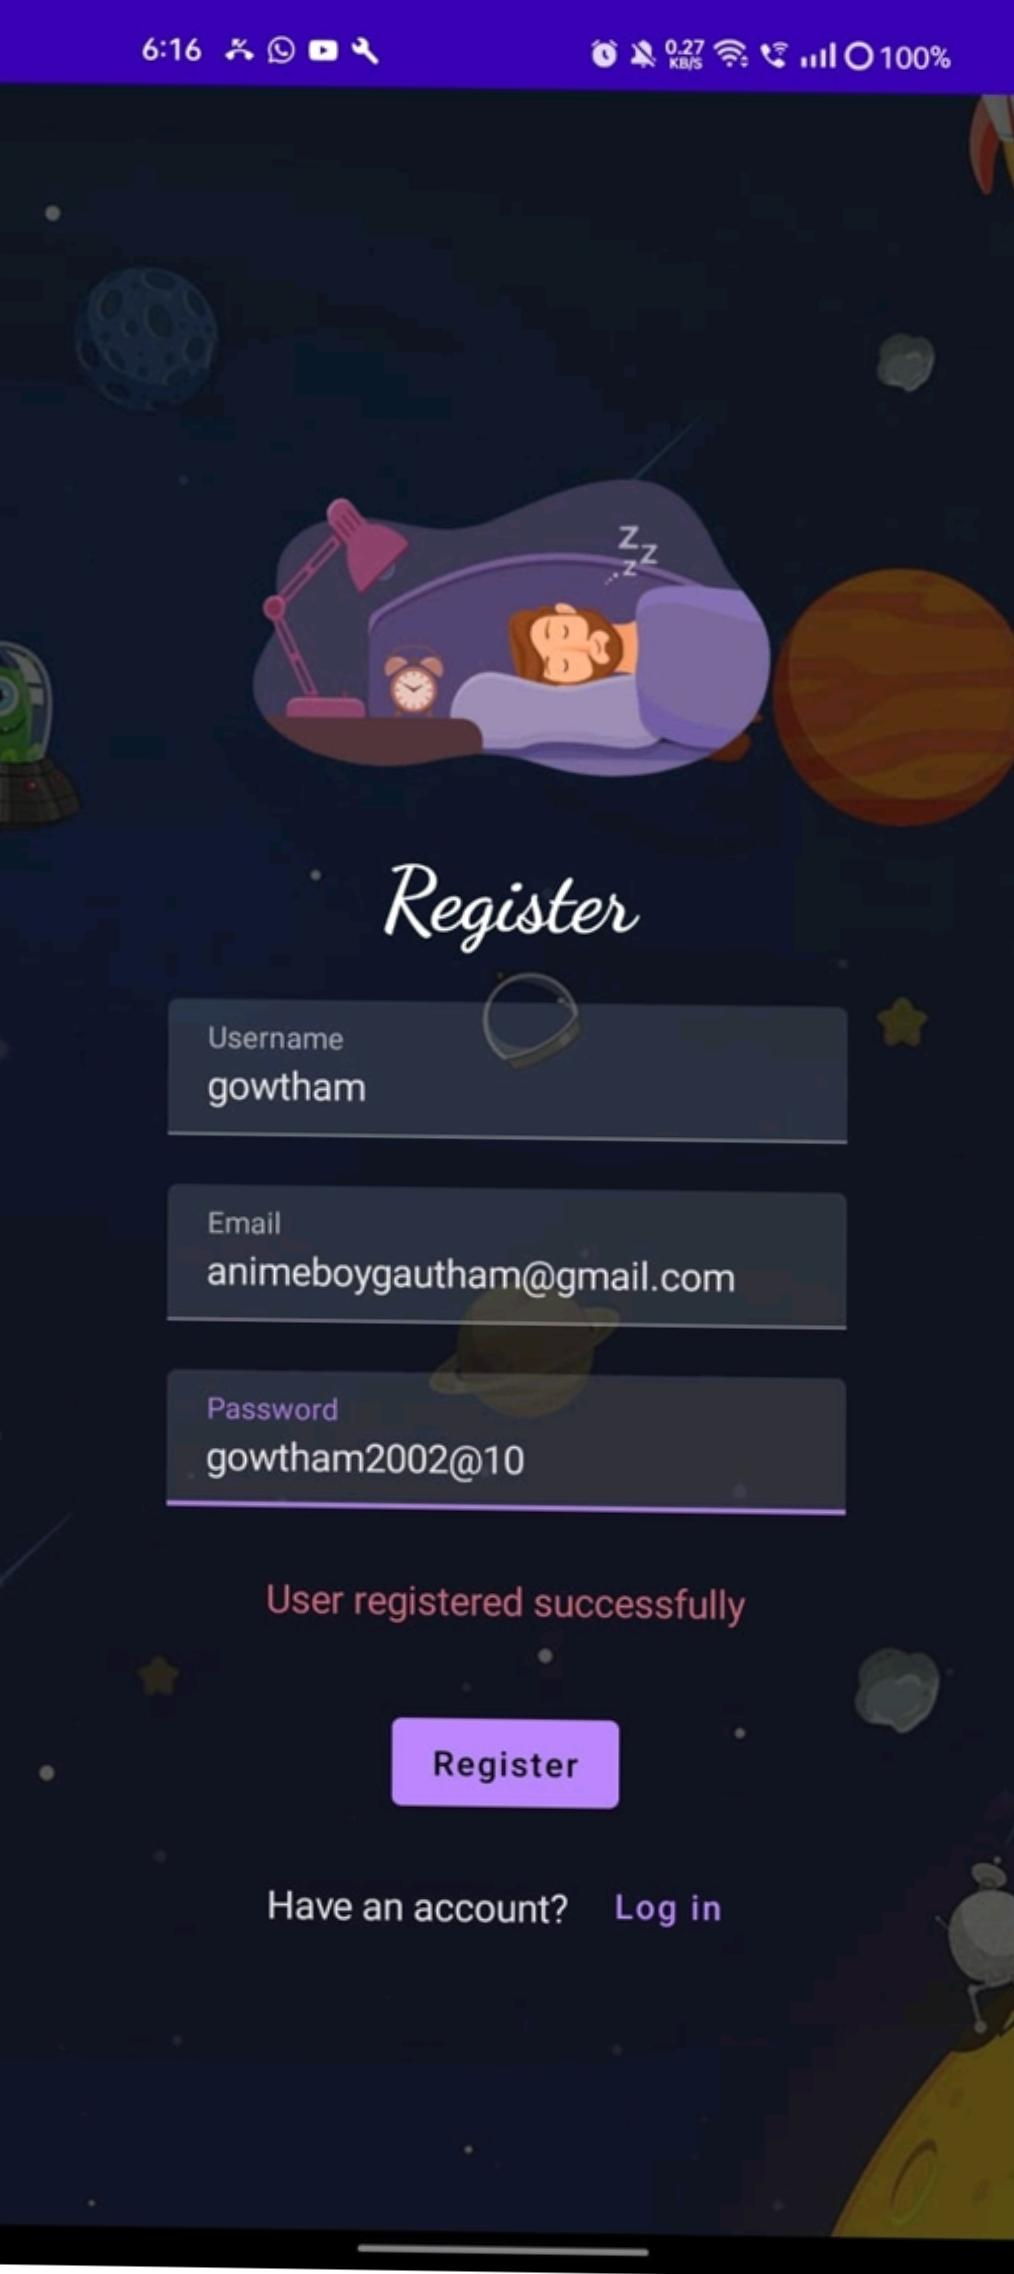 6:16 0.27 KB/S 100%
Z
Z
Z
Register
Username
gowtham
Email
animeboygautham@gmail.com
Password
gowtham2002@10
User registered successfully
Register
Have an account? Log in